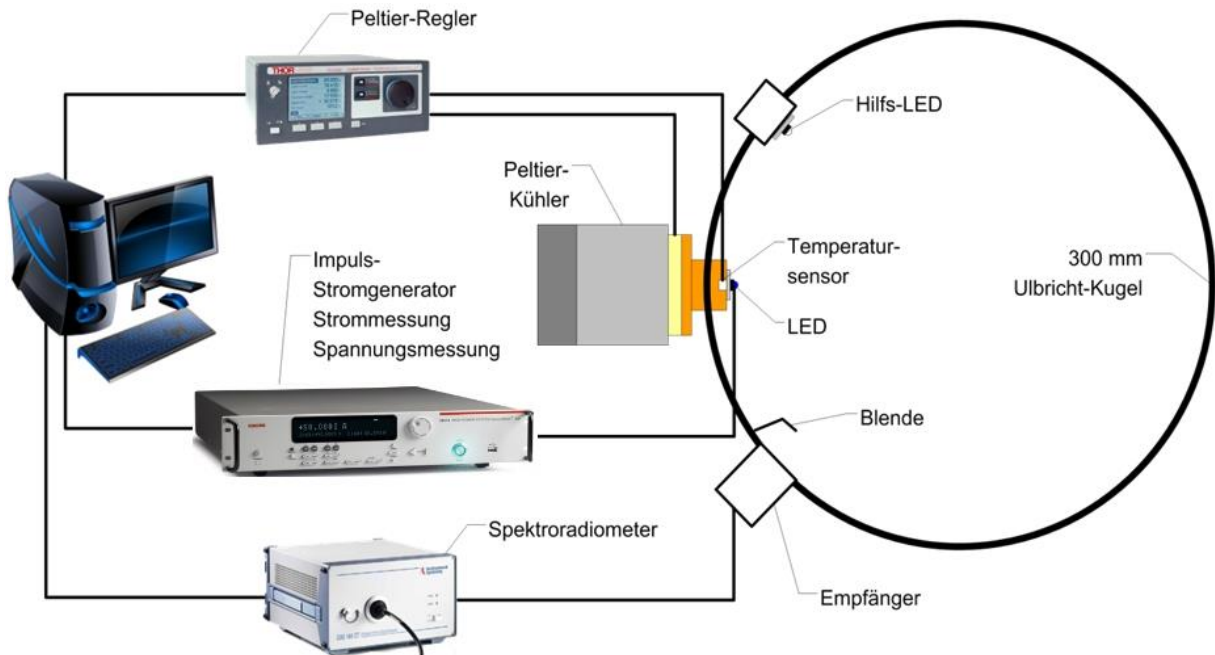 Peltier-Regler
THOR
Hilfs-LED
Peltier-
Kühler
Temperatur-
sensor
300 mm
Ulbricht-Kugel
LED
Impuls-
Stromgenerator
Strommessung
Spannungsmessung
Blende
Spektroradiometer
Empfänger